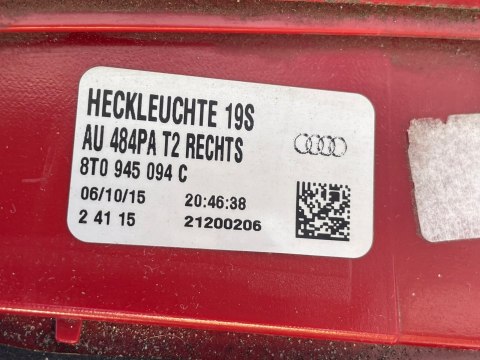 HECKLEUCHTE 19S
AU 484PA T2 RECHTS
8T0 945 094 C
06/10/15 20:46:38
2 41 15 21200206